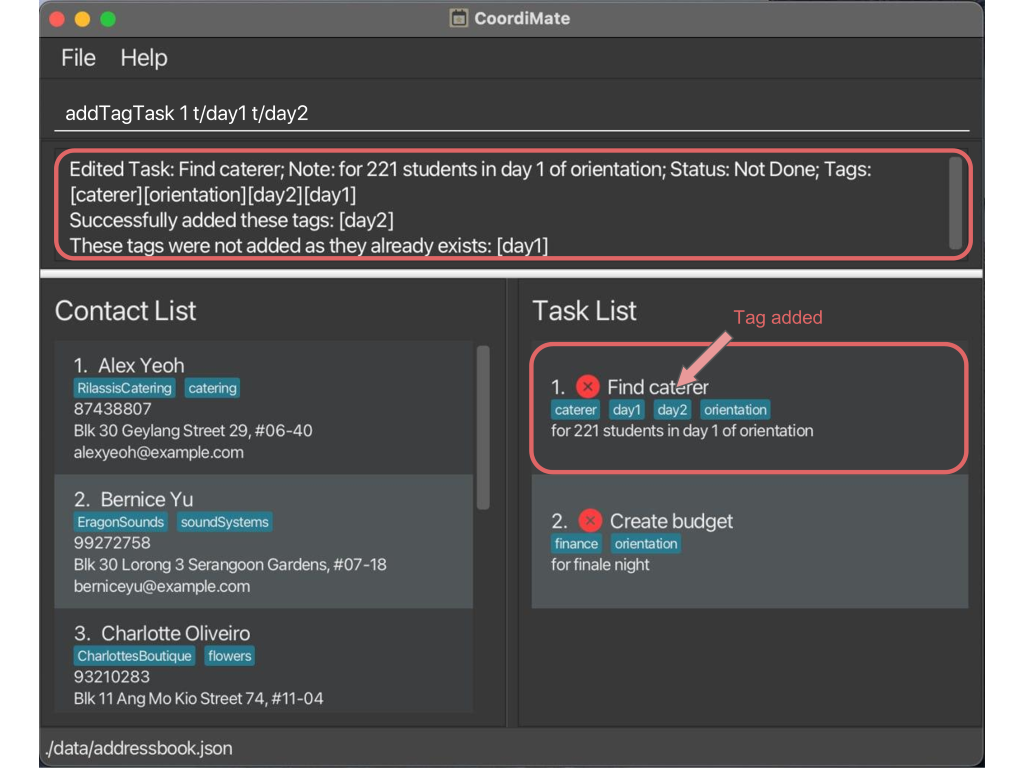 CoordiMate
File Help
addTagTask 1 t/day1 t/day2
Edited Task: Find caterer; Note: for 221 students in day 1 of orientation; Status: Not Done; Tags:
[caterer][orientation][day2][day1]
Successfully added these tags: [day2]
These tags were not added as they already exists: [day1]
Contact List
1. Alex Yeoh
RilassisCatering catering
87438807
Blk 30 Geylang Street 29, #06-40
alexyeoh@example.com
2. Bernice Yu
EragonSounds soundSystems
99272758
Blk 30 Lorong 3 Serangoon Gardens, #07-18
berniceyu@example.com
3. Charlotte Oliveiro
CharlottesBoutique flowers
93210283
Blk 11 Ang Mo Kio Street 74, #11-04
Task List
Tag added
1. Find caterer
caterer day1 day2 orientation
for 221 students in day 1 of orientation
2. Create budget
finance orientation
for finale night
./data/addressbook.json